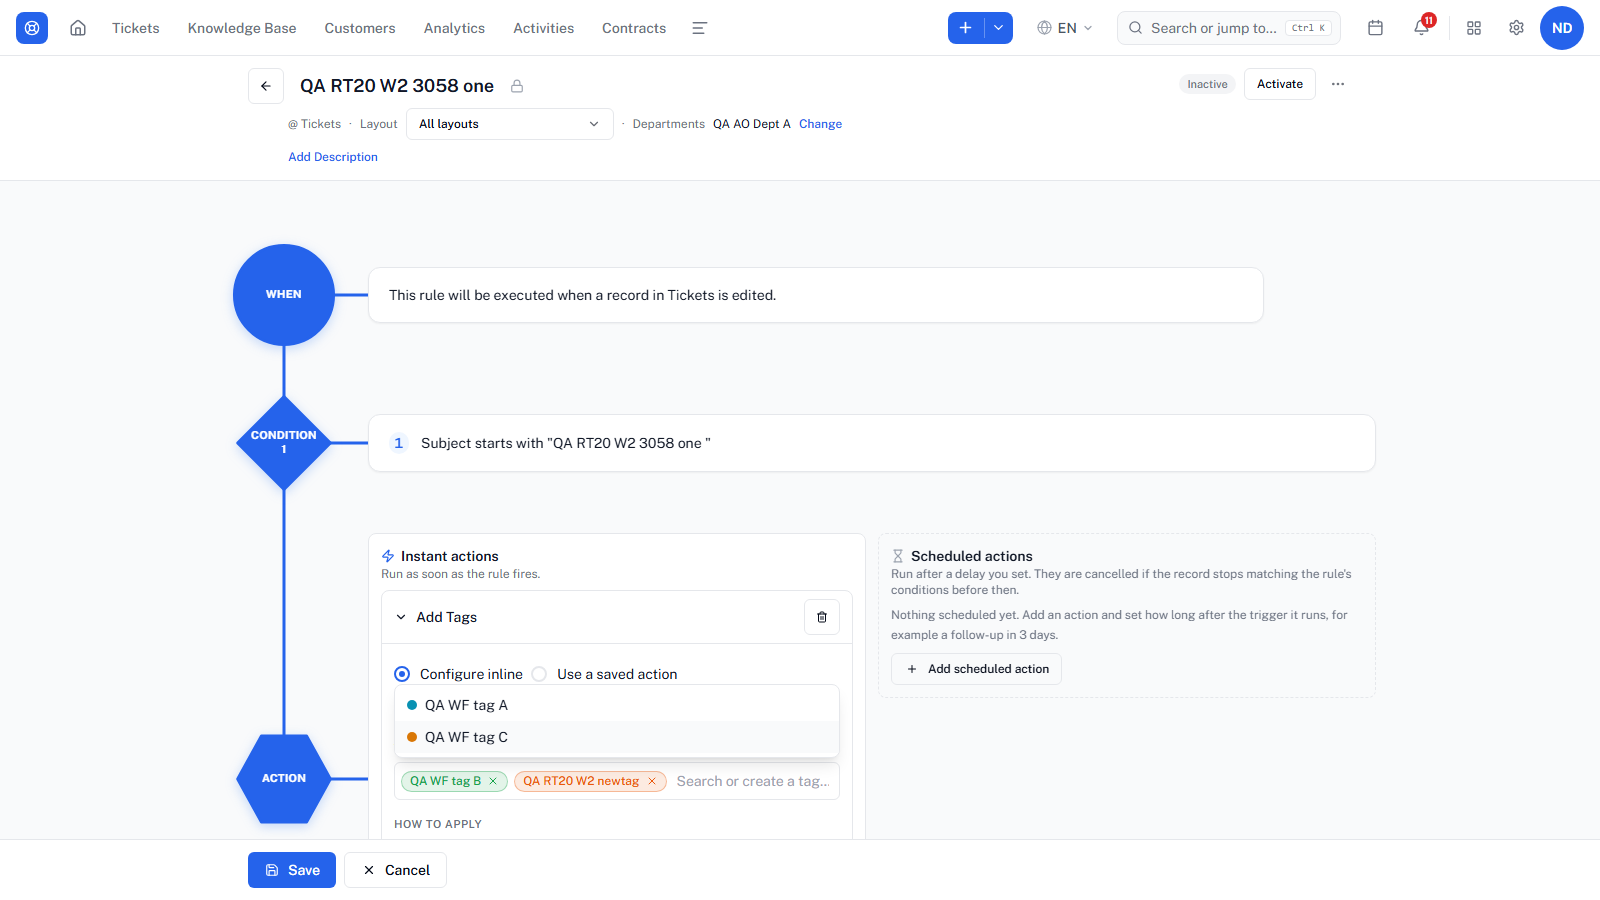 Tickets Knowledge Base Customers Analytics Activities Contracts EN Search or jump to... Ctrl K 11 ND
QA RT20 W2 3058 one Inactive Activate
@ Tickets · Layout All layouts · Departments QA AO Dept A Change
Add Description
WHEN This rule will be executed when a record in Tickets is edited.
CONDITION
1
1 Subject starts with "QA RT20 W2 3058 one "
Instant actions
Run as soon as the rule fires.
Add Tags
Configure inline Use a saved action
QA WF tag A
QA WF tag C
QA WF tag B QA RT20 W2 newtag Search or create a tag...
HOW TO APPLY
ACTION
Scheduled actions
Run after a delay you set. They are cancelled if the record stops matching the rule's
conditions before then.
Nothing scheduled yet. Add an action and set how long after the trigger it runs, for
example a follow-up in 3 days.
Add scheduled action
Save Cancel